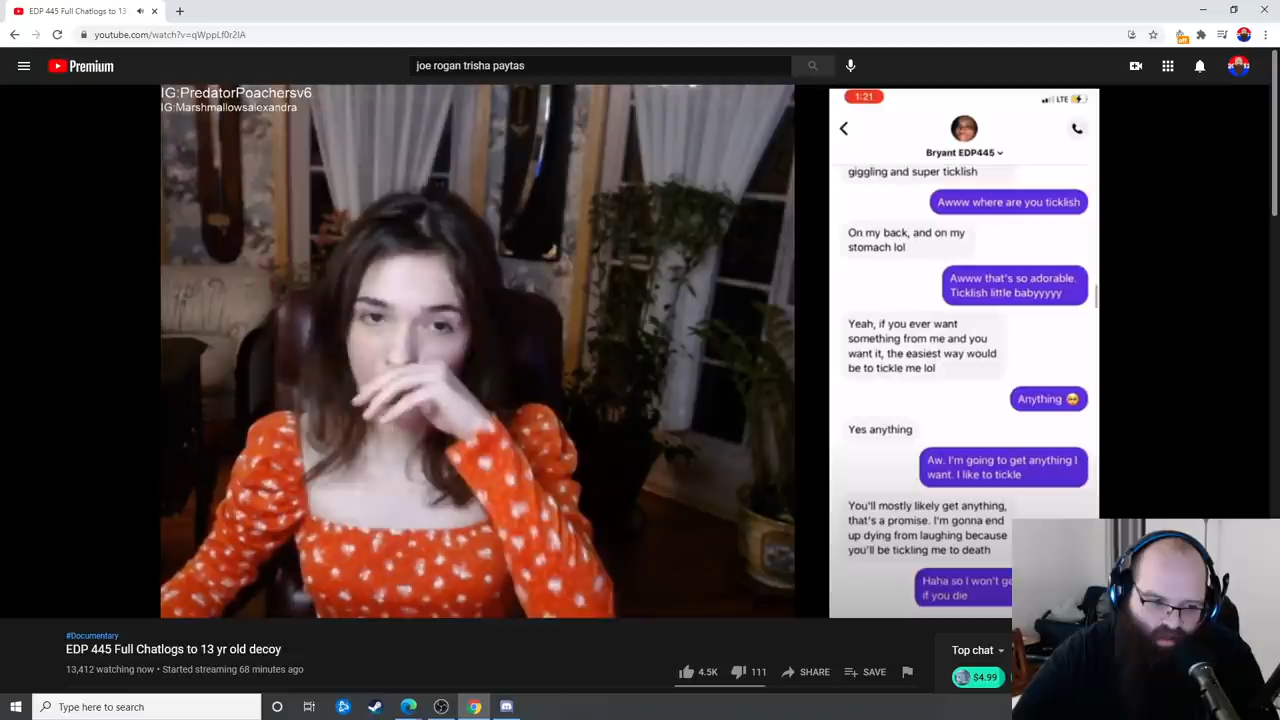 EDP 445 Full Chatlogs to 13
youtube.com/watch?v=qWppLf0r2lA
Premium
joe rogan trisha paytas
IG:PredatorPoachersv6
IG:Marshmallowsalexandra
1:21
LTE
Bryant EDP445
giggling and super ticklish
Awww where are you ticklish
On my back, and on my
stomach lol
Awww that's so adorable.
Ticklish little babyyyyy
Yeah, if you ever want
something from me and you
want it, the easiest way would
be to tickle me lol
Anything 🥺
Yes anything
Aw. I'm going to get anything I
want. I like to tickle
You'll mostly likely get anything,
that's a promise. I'm gonna end
up dying from laughing because
you'll be tickling me to death
Haha so I won't ge
if you die
#Documentary
EDP 445 Full Chatlogs to 13 yr old decoy
13,412 watching now • Started streaming 68 minutes ago
4.5K
111
SHARE
SAVE
Top chat
$4.99
Type here to search